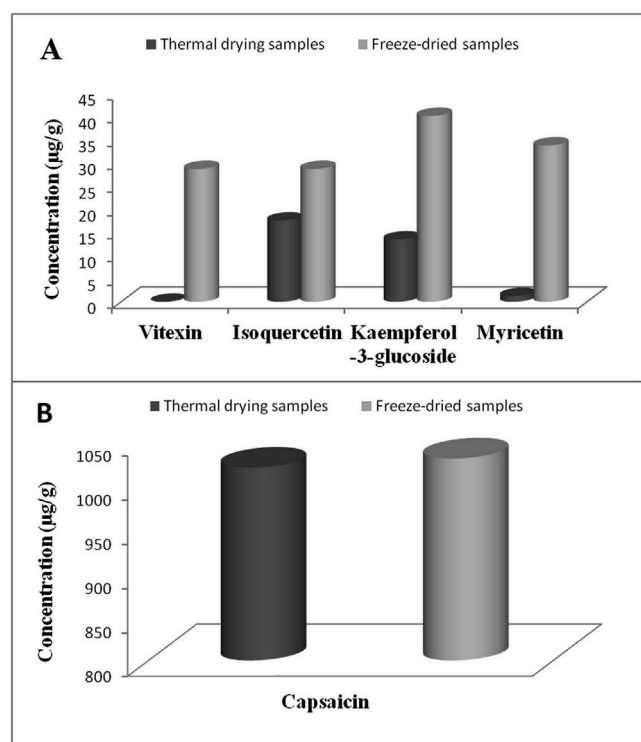 A
Thermal drying samples Freeze-dried samples
Concentration (µg/g)
45
40
35
30
25
20
15
10
5
0
Vitexin Isoquercetin Kaempferol Myricetin
-3-glucoside
B
Thermal drying samples Freeze-dried samples
Concentration (µg/g)
1050
1000
950
900
850
800
Capsaicin